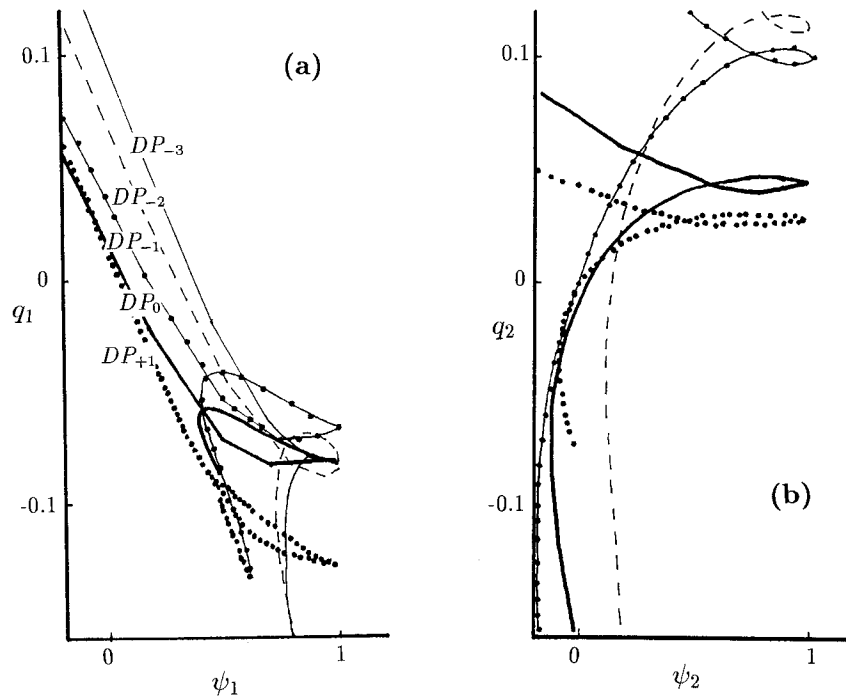 (a)
0.1
DP₋₃
DP₋₂
DP₋₁
0
DP₀
q₁
DP₊₁
-0.1
0
1
ψ₁
0.1
0
q₂
-0.1
(b)
0
1
ψ₂